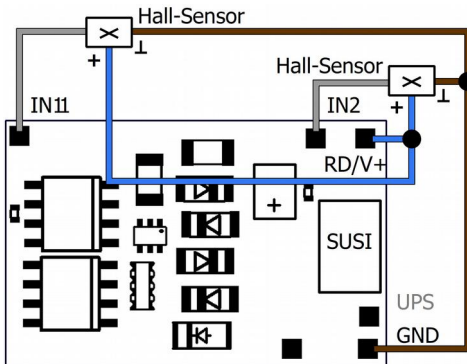 Hall-Sensor
+ ⊥
Hall-Sensor
+ ⊥
IN11
IN2
RD/V+
+
SUSI
UPS
GND